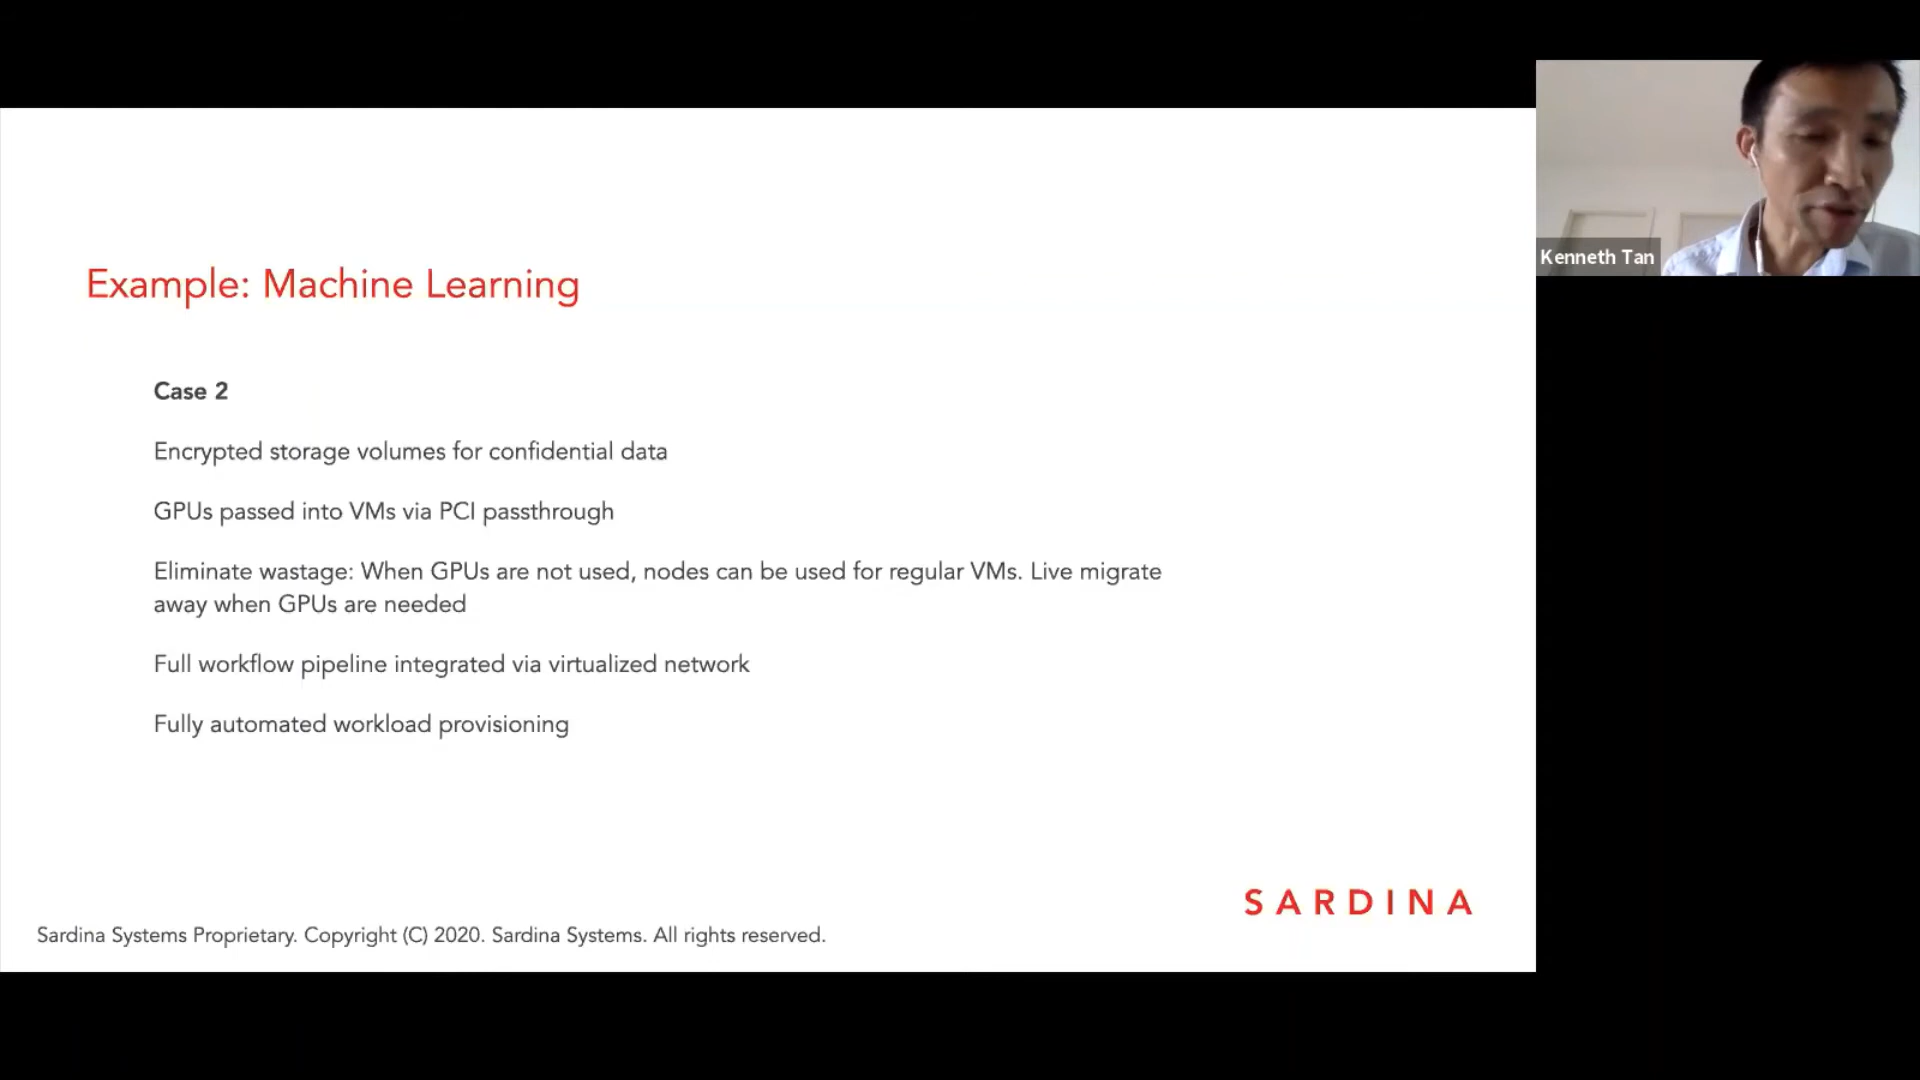 Example: Machine Learning
Case 2
Encrypted storage volumes for confidential data
GPUs passed into VMs via PCI passthrough
Eliminate wastage: When GPUs are not used, nodes can be used for regular VMs. Live migrate
away when GPUs are needed
Full workflow pipeline integrated via virtualized network
Fully automated workload provisioning
SARDINA
Sardina Systems Proprietary. Copyright (C) 2020. Sardina Systems. All rights reserved.
Kenneth Tan